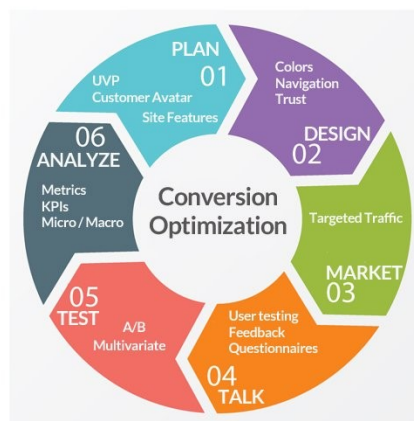 PLAN
01
UVP
Customer Avatar
Site Features
Colors
Navigation
Trust
DESIGN
02
Targeted Traffic
MARKET
03
User testing
Feedback
Questionnaires
04
TALK
05
TEST
A/B
Multivariate
06
ANALYZE
Metrics
KPIs
Micro / Macro
Conversion
Optimization